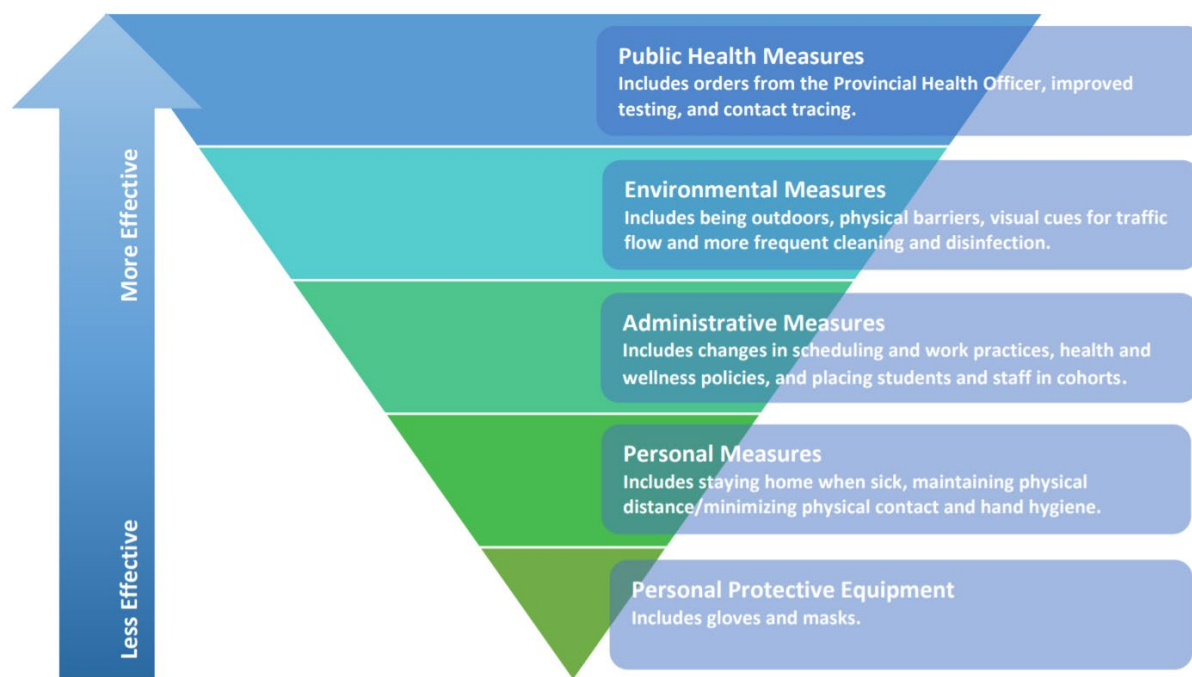 More Effective
Less Effective
Public Health Measures
Includes orders from the Provincial Health Officer, improved
testing, and contact tracing.
Environmental Measures
Includes being outdoors, physical barriers, visual cues for traffic
flow and more frequent cleaning and disinfection.
Administrative Measures
Includes changes in scheduling and work practices, health and
wellness policies, and placing students and staff in cohorts.
Personal Measures
Includes staying home when sick, maintaining physical
distance/minimizing physical contact and hand hygiene.
Personal Protective Equipment
Includes gloves and masks.